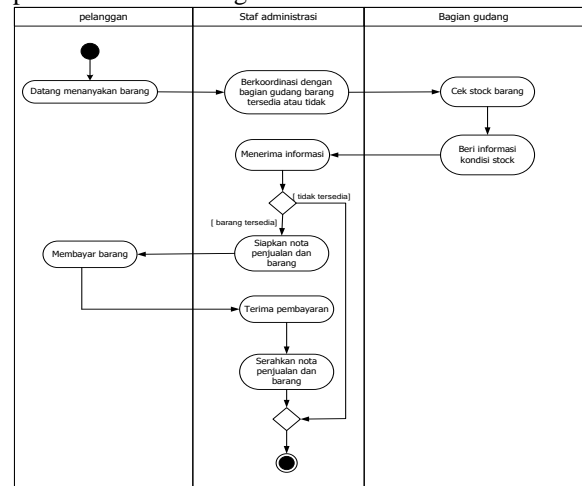 pelanggan
Staf administrasi
Bagian gudang
Datang menanyakan barang
Berkoordinasi dengan
bagian gudang barang
tersedia atau tidak
Cek stock barang
Beri informasi
kondisi stock
Menerima informasi
[ tidak tersedia]
[ barang tersedia]
Siapkan nota
penjualan dan
barang
Membayar barang
Terima pembayaran
Serahkan nota
penjualan dan
barang